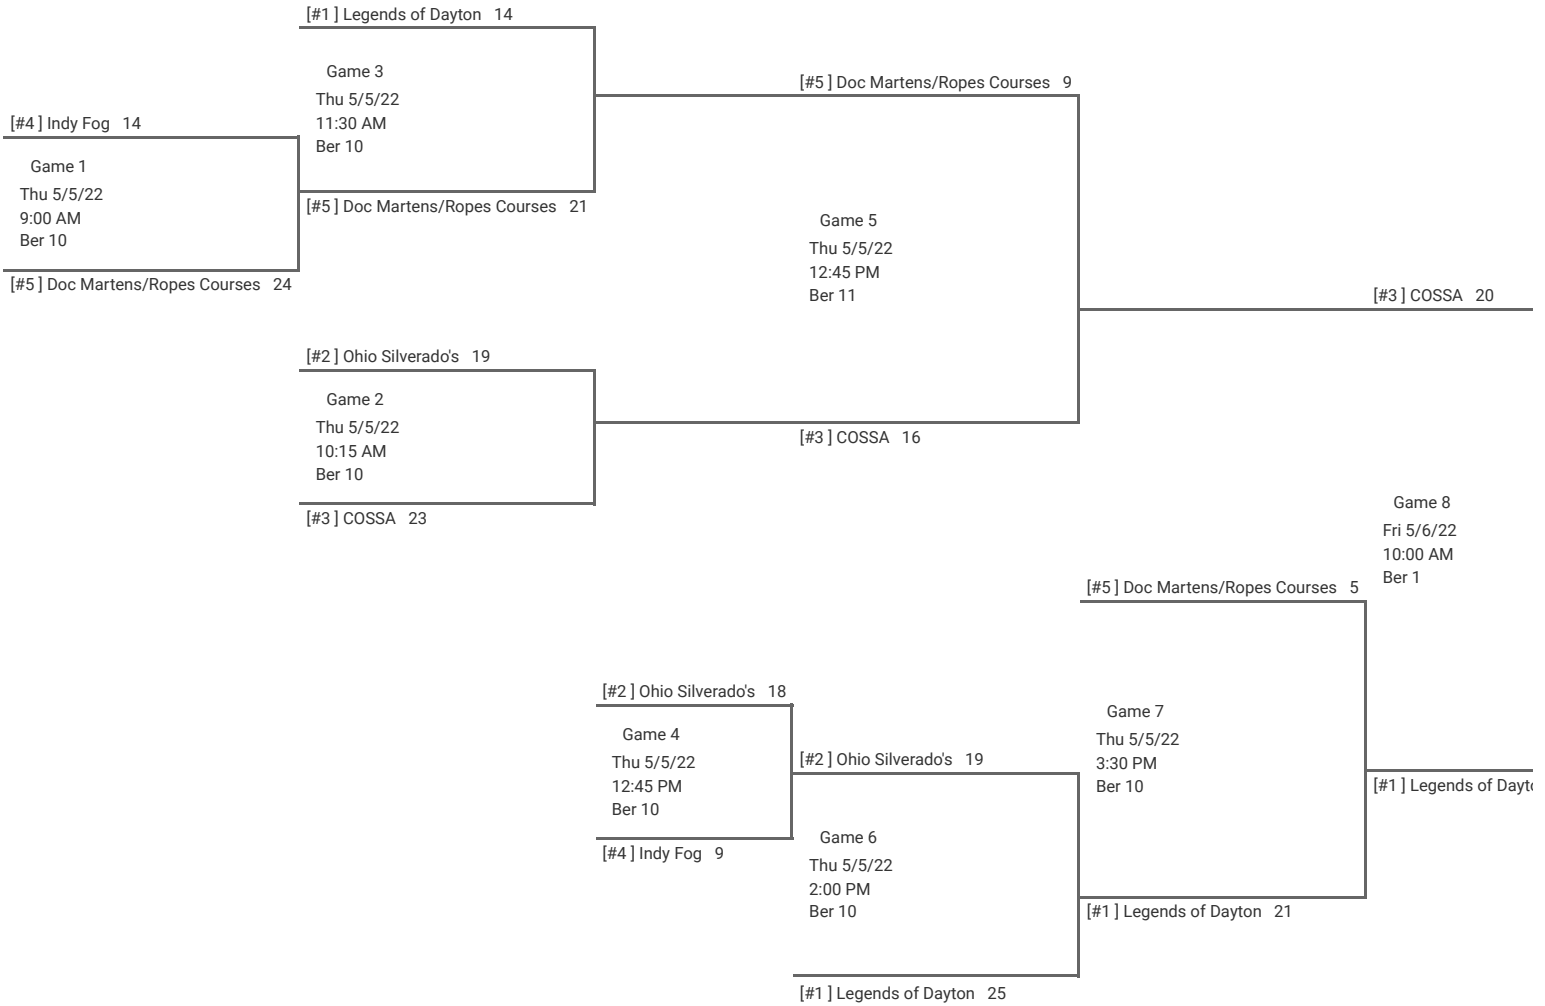 [#1 ] Legends of Dayton 14
Game 3
Thu 5/5/22
11:30 AM
Ber 10
[#5 ] Doc Martens/Ropes Courses 21
[#4 ] Indy Fog 14
Game 1
Thu 5/5/22
9:00 AM
Ber 10
[#5 ] Doc Martens/Ropes Courses 24
[#5 ] Doc Martens/Ropes Courses 9
Game 5
Thu 5/5/22
12:45 PM
Ber 11
[#3 ] COSSA 16
[#2 ] Ohio Silverado's 19
Game 2
Thu 5/5/22
10:15 AM
Ber 10
[#3 ] COSSA 23
[#3 ] COSSA 20
Game 8
Fri 5/6/22
10:00 AM
Ber 1
[#1 ] Legends of
[#5 ] Doc Martens/Ropes Courses 5
Game 7
Thu 5/5/22
3:30 PM
Ber 10
[#1 ] Legends of Dayton 21
[#2 ] Ohio Silverado's 18
Game 4
Thu 5/5/22
12:45 PM
Ber 10
[#4 ] Indy Fog 9
[#2 ] Ohio Silverado's 19
Game 6
Thu 5/5/22
2:00 PM
Ber 10
[#1 ] Legends of Dayton 25